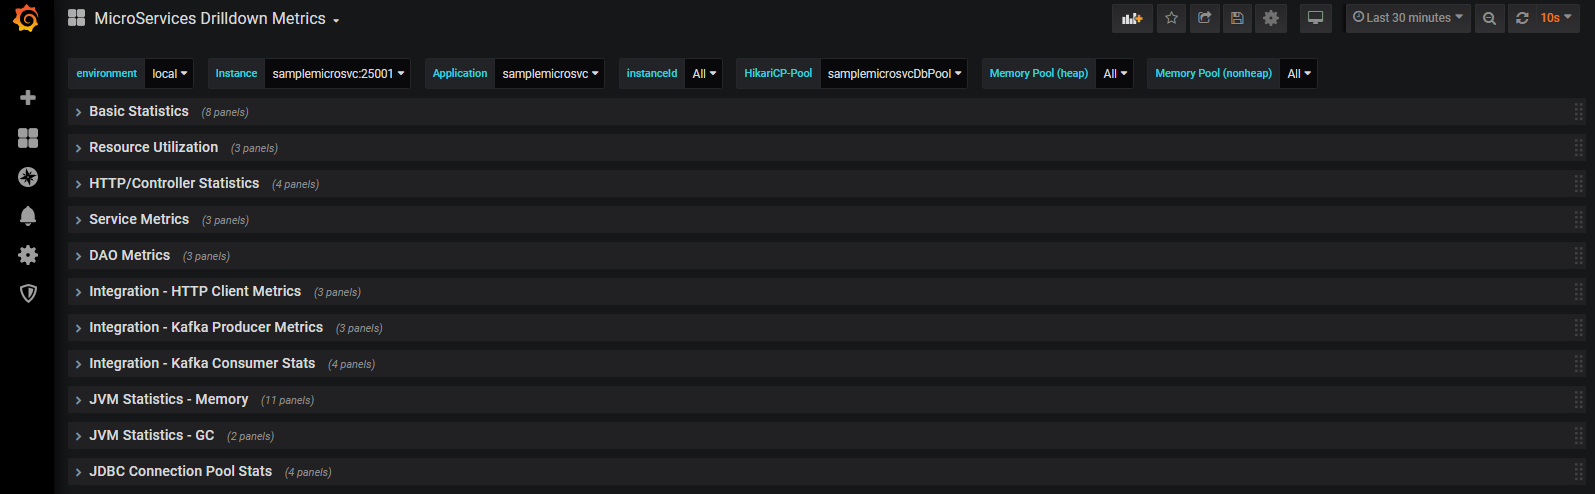 MicroServices Drilldown Metrics Last 30 minutes 10s
environment local Instance samplemicrosvc:25001 Application samplemicrosvc instanceId All HikariCP-Pool samplemicrosvcDbPool Memory Pool (heap) All Memory Pool (nonheap) All
Basic Statistics (8 panels)
Resource Utilization (3 panels)
HTTP/Controller Statistics (4 panels)
Service Metrics (3 panels)
DAO Metrics (3 panels)
Integration - HTTP Client Metrics (3 panels)
Integration - Kafka Producer Metrics (3 panels)
Integration - Kafka Consumer Stats (4 panels)
JVM Statistics - Memory (11 panels)
JVM Statistics - GC (2 panels)
JDBC Connection Pool Stats (4 panels)